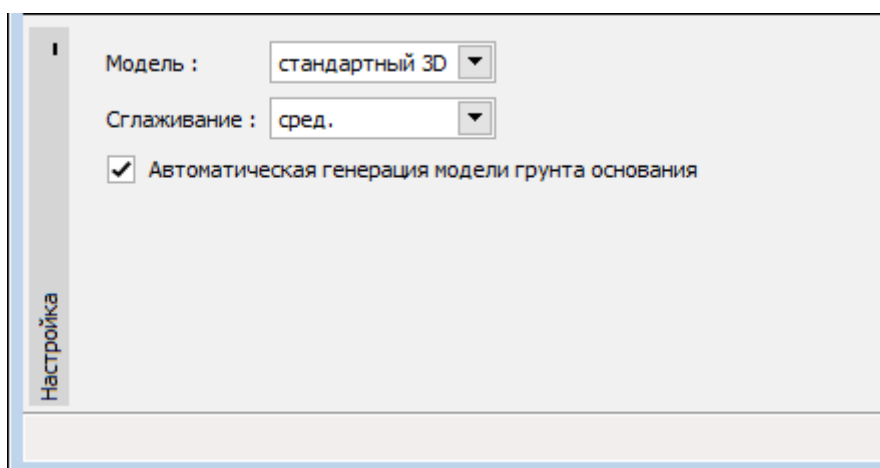 Модель :
стандартный 3D
Сглаживание :
сред.
Автоматическая генерация модели грунта основания
Настройка